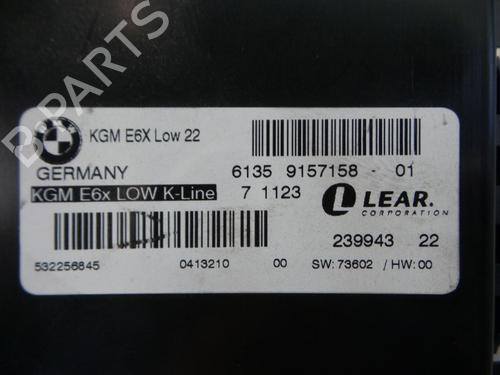 KGM E6X Low 22
GERMANY
6135 9157158 - 01
KGM E6x LOW K-Line
7 1123
LEAR.
CORPORATION
239943 22
532256845
0413210 00
SW: 73602 / HW: 00
B-PARTS